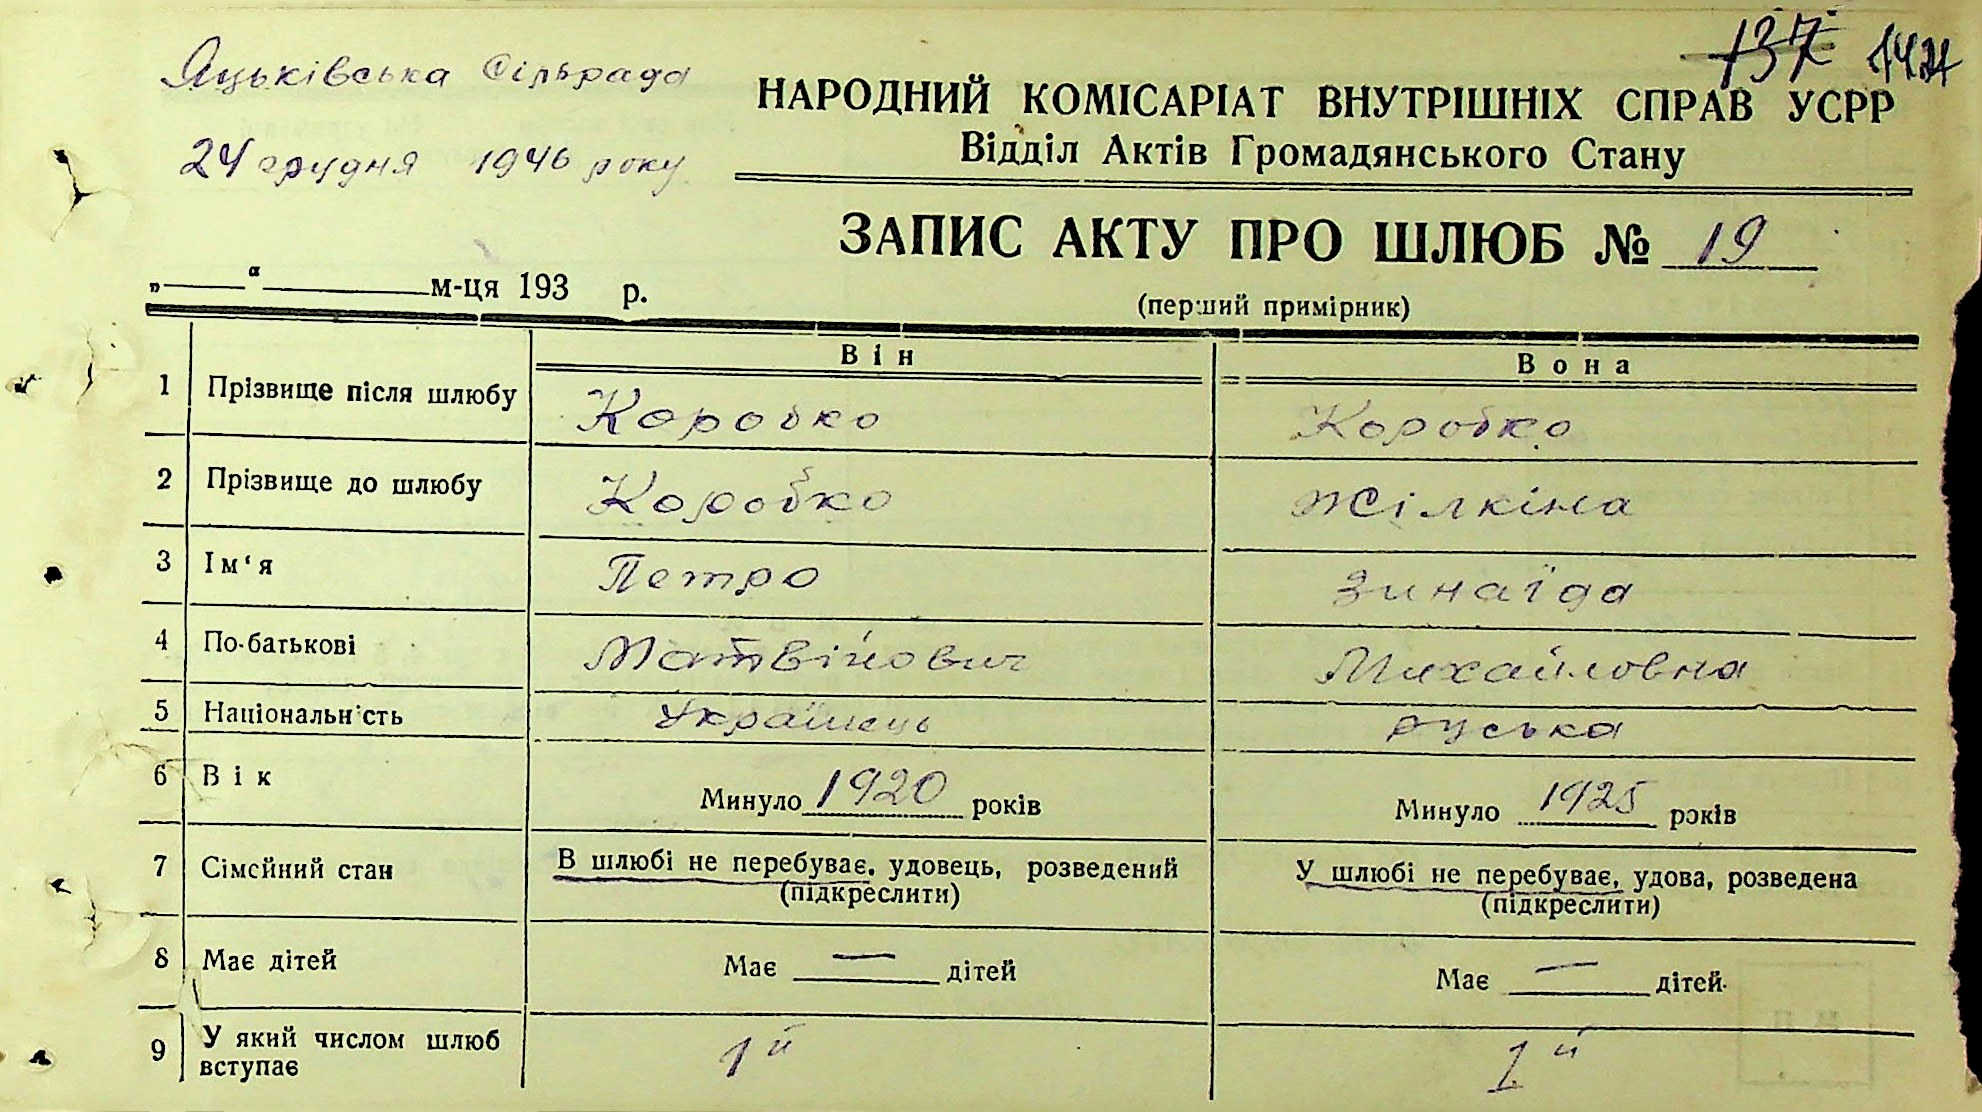 137
Яцьківська сільрада
НАРОДНИЙ КОМІСАРІАТ ВНУТРІШНІХ СПРАВ УСРР
24 грудня 1946 року
Відділ Актів Громадянського Стану
ЗАПИС АКТУ ПРО ШЛЮБ № 19
„ “ м-ця 193 р.
(перший примірник)
Він Вона
1 Прізвище після шлюбу Коробко Коробко
2 Прізвище до шлюбу Коробко Жілкіна
3 Ім‘я Петро Зинаїда
4 По-батькові Матвійович Михайловна
5 Національність Українець руська
6 Вік Минуло 1920 років Минуло 1925 років
7 Сімейний стан В шлюбі не перебуває, удовець, розведений У шлюбі не перебуває, удова, розведена
(підкреслити) (підкреслити)
8 Має дітей Має — дітей Має — дітей
9 У який числом шлюб 1й 1й
вступає